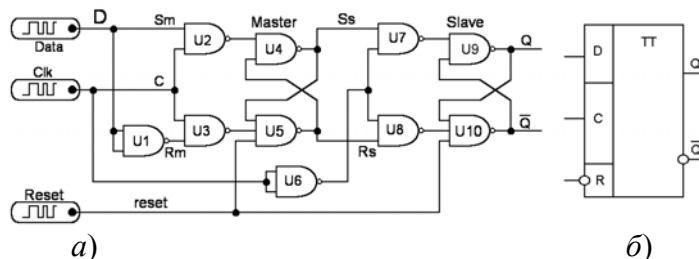 D
Data
Clk
C
Reset
reset
Sm
Rm
U1
U2
U3
Master
U4
U5
U6
Ss
Rs
U7
U8
Slave
U9
U10
Q
Q̅
а)
D
C
R
TT
Q
Q̅
б)